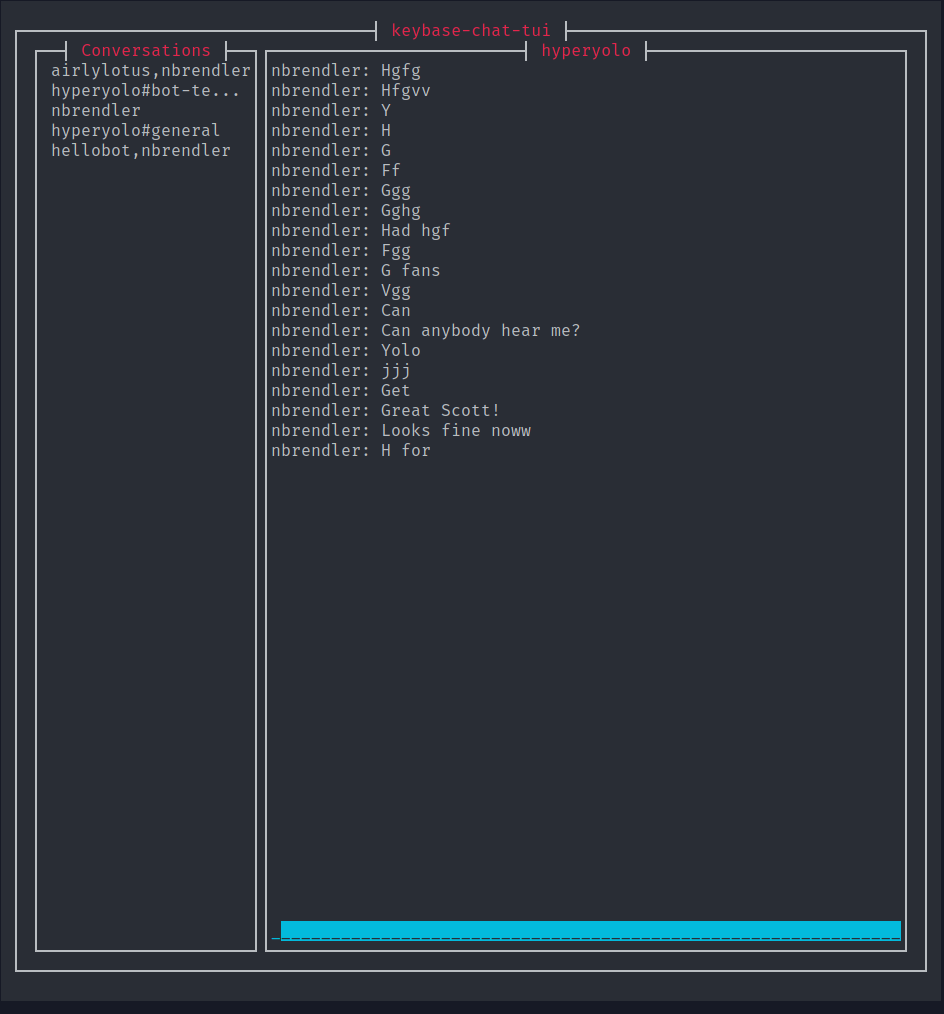 keybase-chat-tui
Conversations
airlylotus,nbrendler
hyperyolo#bot-te...
nbrendler
hyperyolo#general
hellobot,nbrendler
hyperyolo
nbrendler: Hgfg
nbrendler: Hfgvv
nbrendler: Y
nbrendler: H
nbrendler: G
nbrendler: Ff
nbrendler: Ggg
nbrendler: Gghg
nbrendler: Had hgf
nbrendler: Fgg
nbrendler: G fans
nbrendler: Vgg
nbrendler: Can
nbrendler: Can anybody hear me?
nbrendler: Yolo
nbrendler: jjj
nbrendler: Get
nbrendler: Great Scott!
nbrendler: Looks fine noww
nbrendler: H for